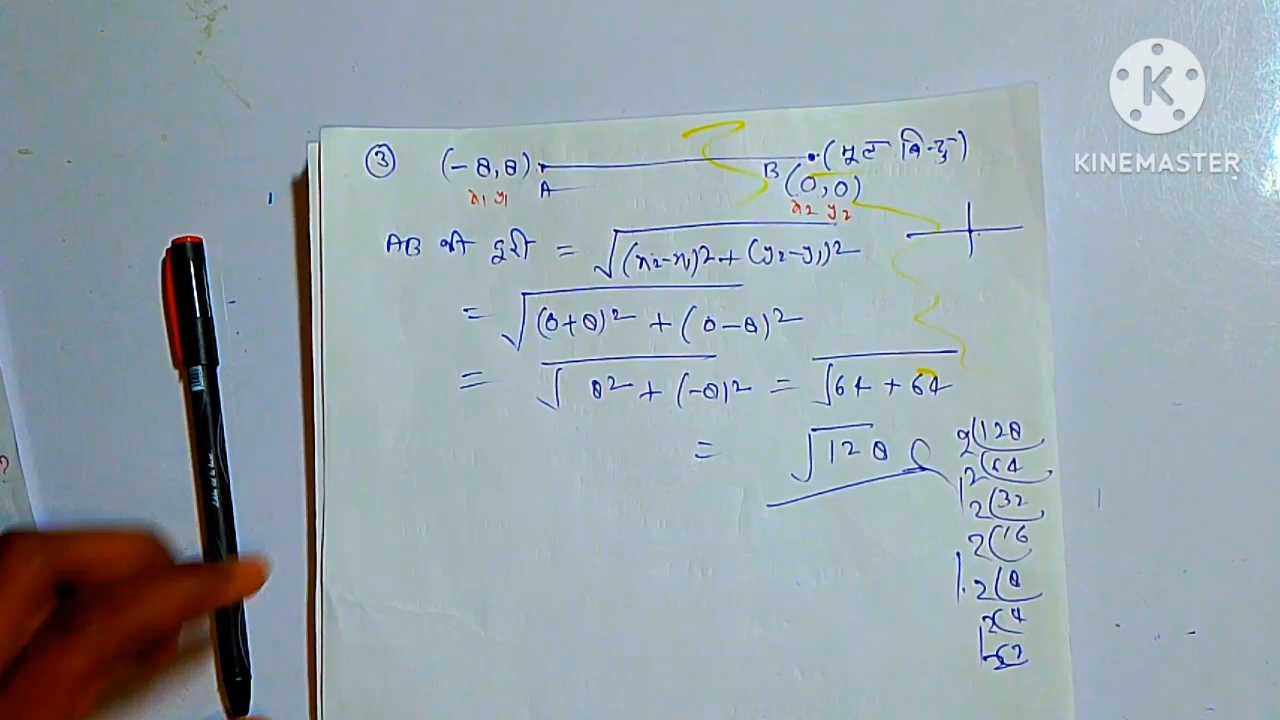 ③ (-8,8) A B (मूल बिन्दु)
(0,0)
x1 y1 x2 y2
AB की दूरी = √(x2-x1)2+(y2-y1)2
= √(0+8)2 + (0-8)2
= √ 82 + (-8)2 = √64 + 64
= √128
2(128
2(64
2(32
2(16
2(8
2(4
2
KINEMASTER